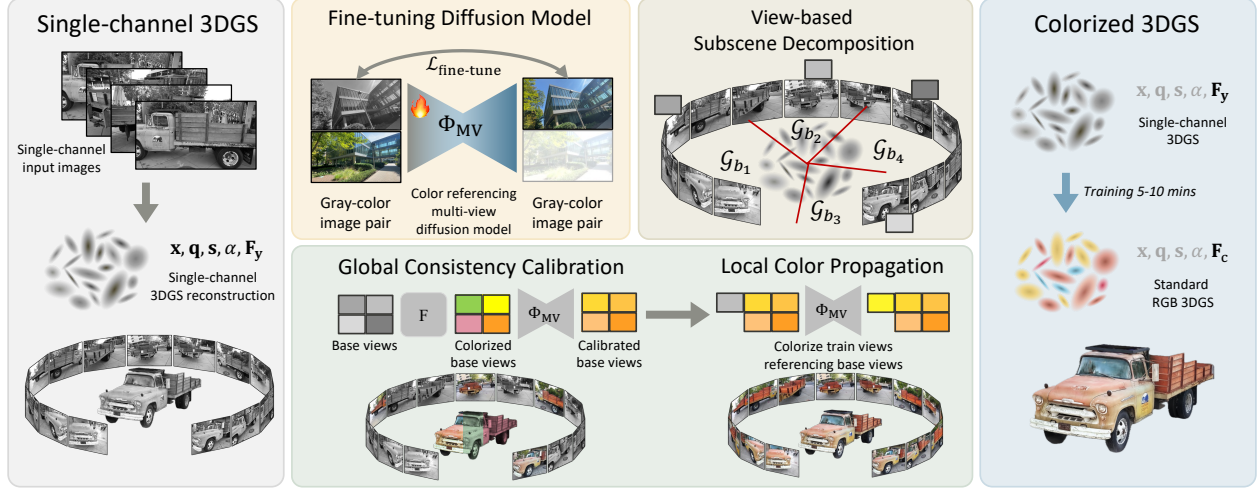 Single-channel 3DGS
Single-channel
input images
x, q, s, α, F_y
Single-channel
3DGS reconstruction
Fine-tuning Diffusion Model
ℒ_fine-tune
Φ_MV
Gray-color
image pair
Color referencing
multi-view
diffusion model
Gray-color
image pair
View-based
Subscene Decomposition
𝒢_b₁
𝒢_b₂
𝒢_b₃
𝒢_b₄
Global Consistency Calibration
F
Φ_MV
Base views
Colorized
base views
Calibrated
base views
Local Color Propagation
Φ_MV
Colorize train views
referencing base views
Colorized 3DGS
x, q, s, α, F_y
Single-channel
3DGS
Training 5-10 mins
x, q, s, α, F_c
Standard
RGB 3DGS